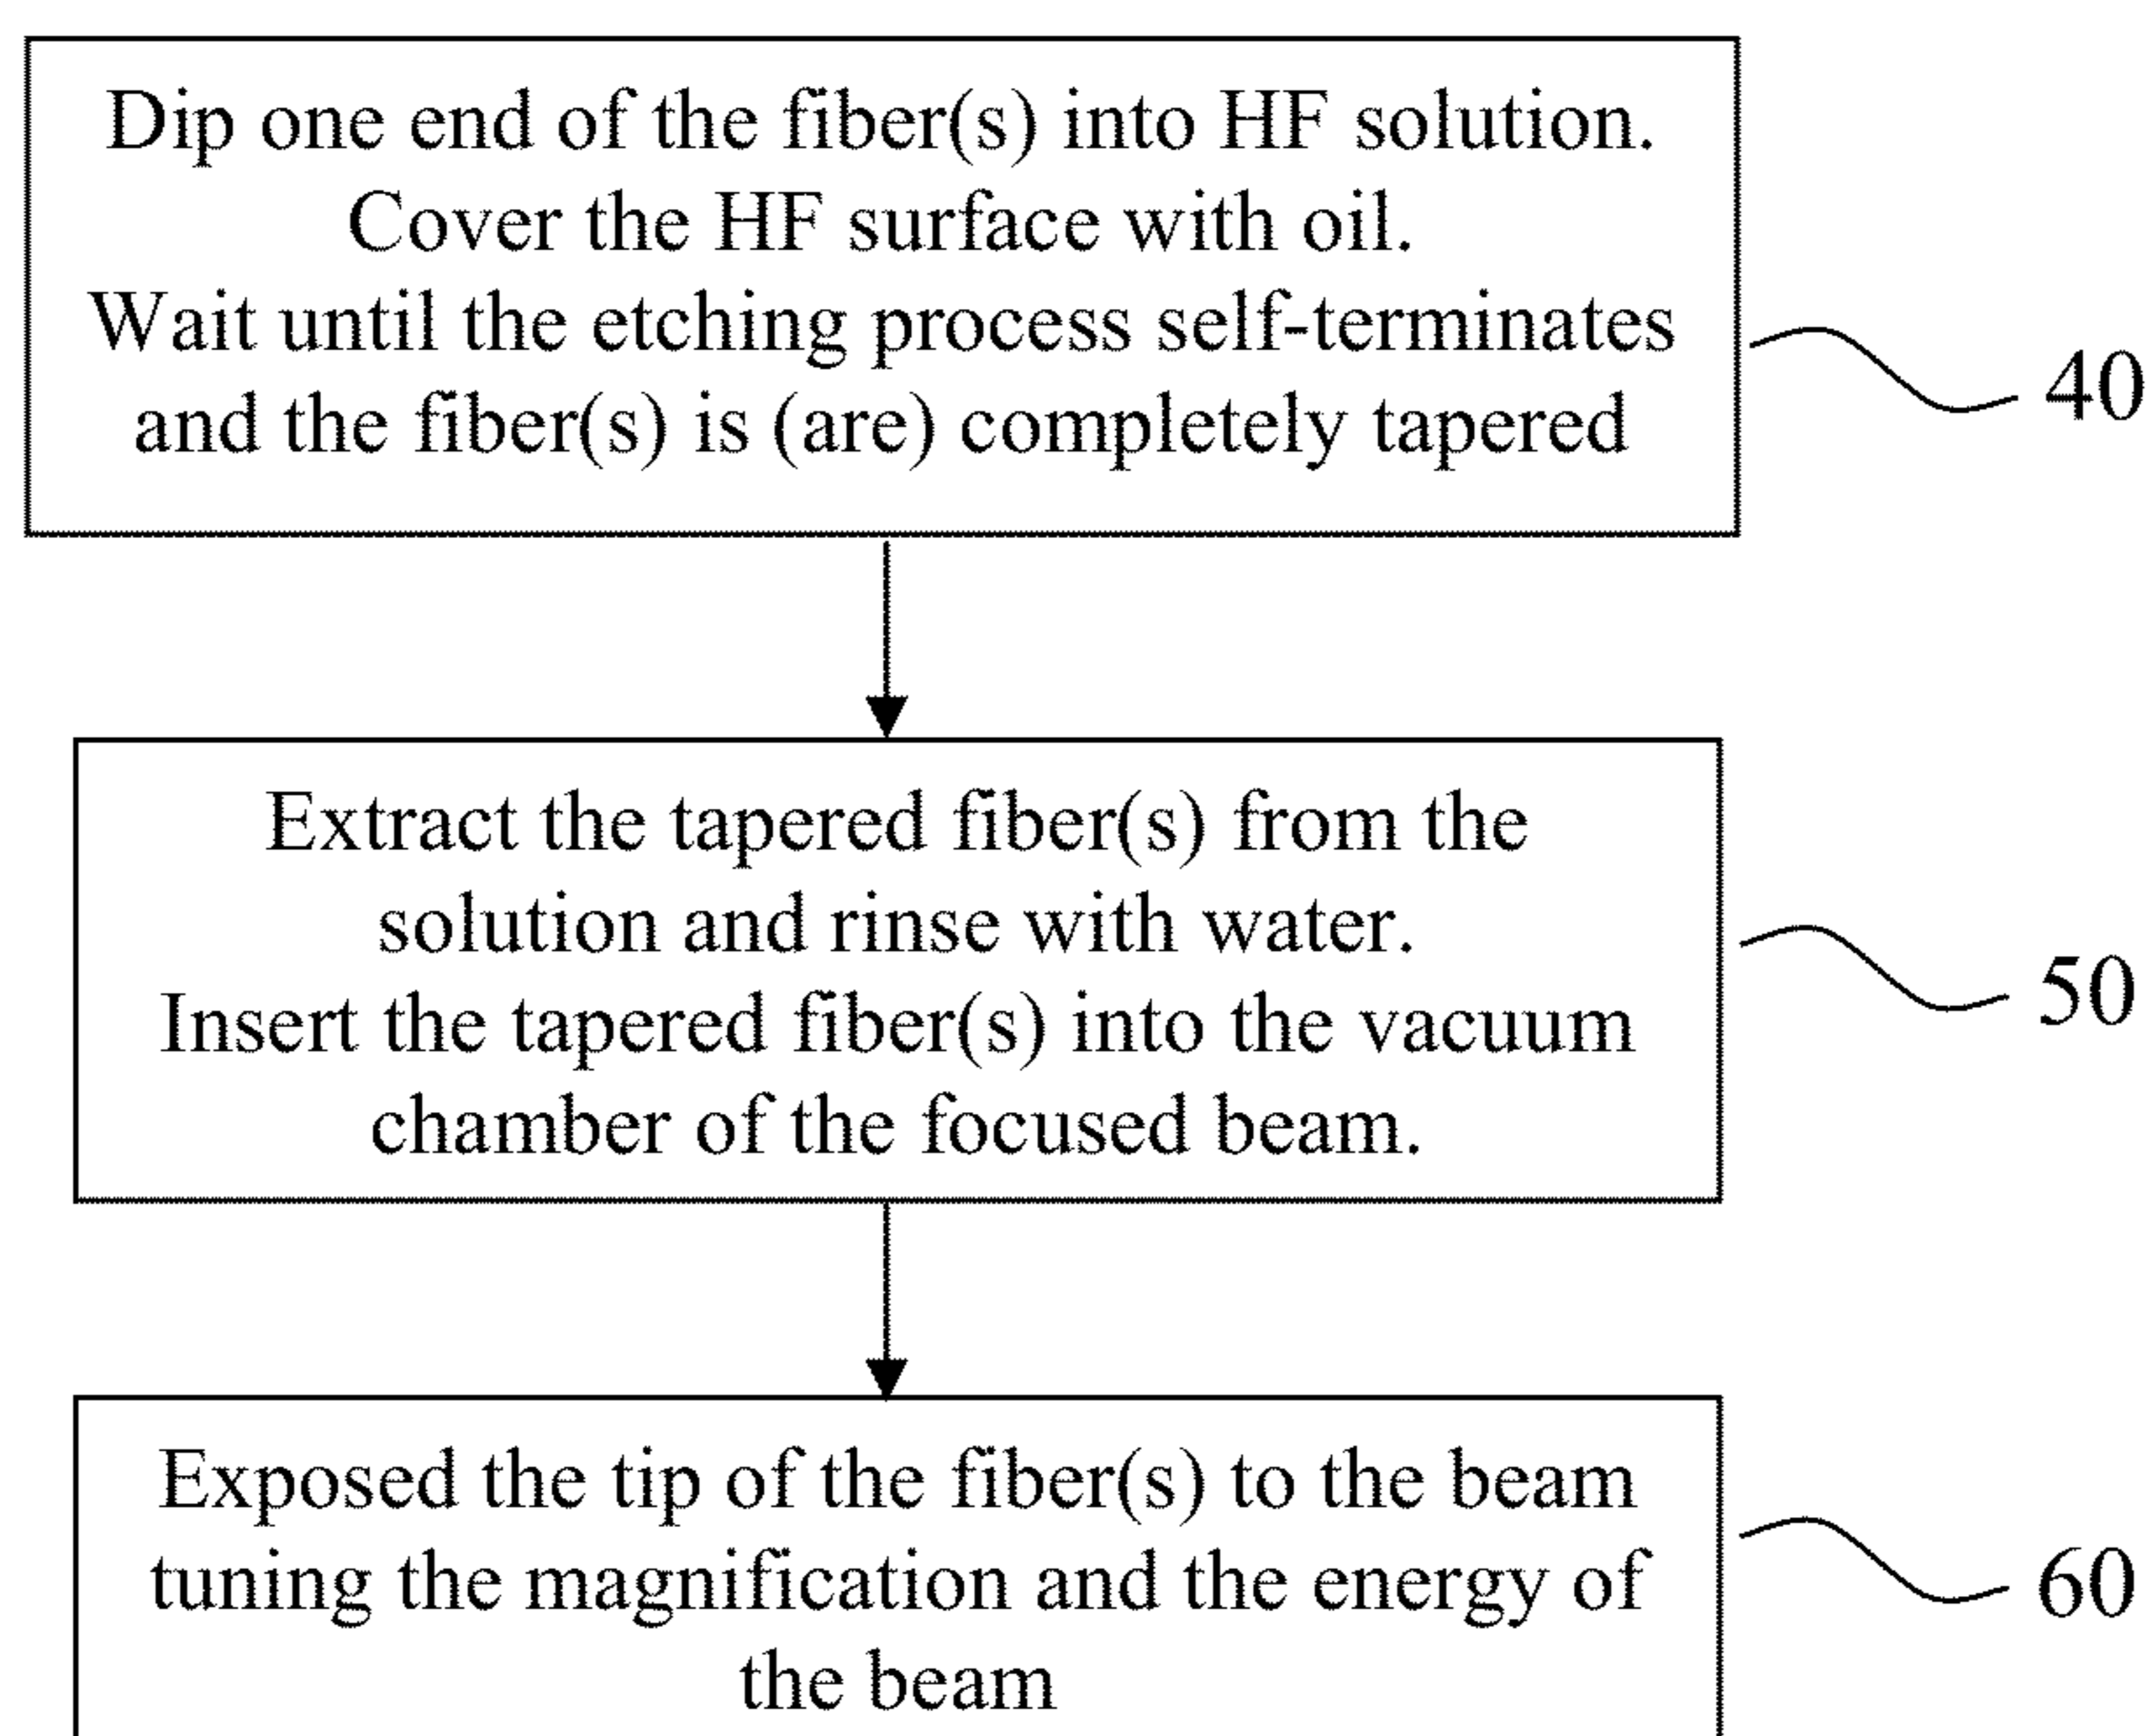 Dip one end of the fiber(s) into HF solution.
Cover the HF surface with oil.
Wait until the etching process self-terminates
and the fiber(s) is (are) completely tapered
40
Extract the tapered fiber(s) from the
solution and rinse with water.
Insert the tapered fiber(s) into the vacuum
chamber of the focused beam.
50
Exposed the tip of the fiber(s) to the beam
tuning the magnification and the energy of
the beam
60